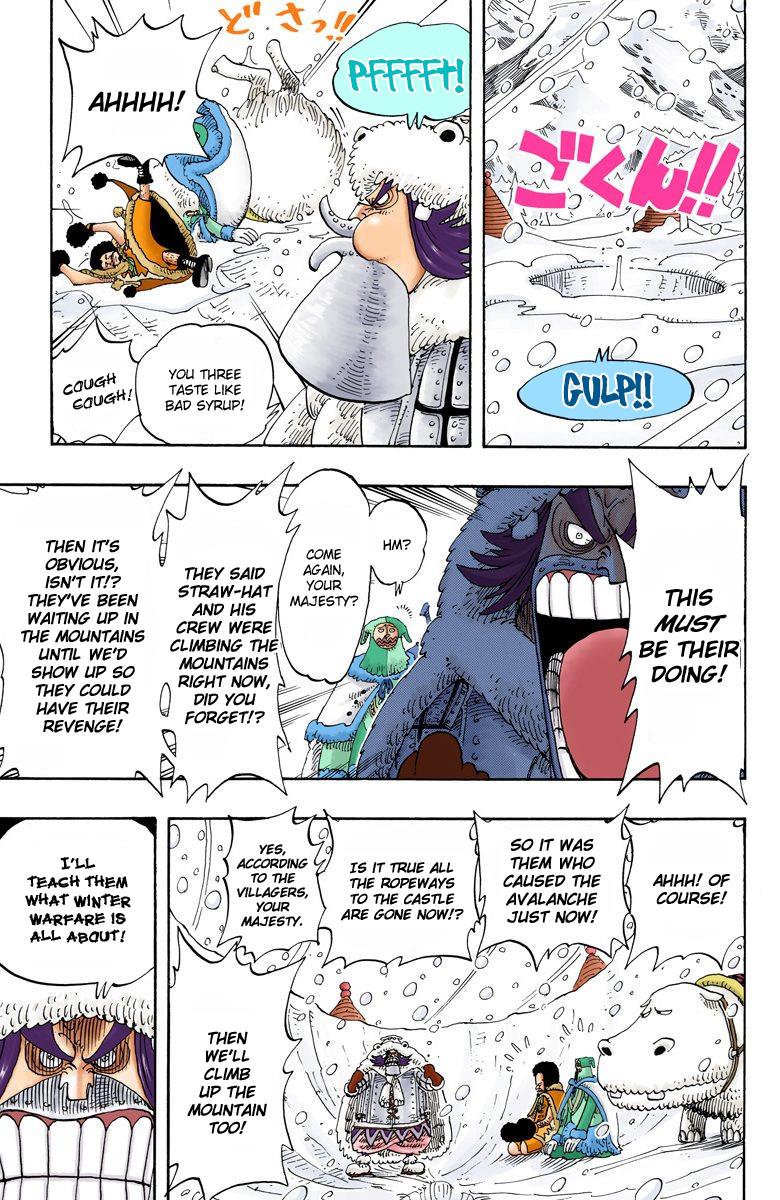 ごくん!!
GULP!!
どさっ!!
PFFFFT!
AHHHH!
YOU THREE
TASTE LIKE
BAD SYRUP!
COUGH
COUGH!
THIS
MUST
BE THEIR
DOING!
HM?
COME
AGAIN,
YOUR
MAJESTY?
THEY SAID
STRAW-HAT
AND HIS
CREW WERE
CLIMBING THE
MOUNTAINS
RIGHT NOW,
DID YOU
FORGET!?
THEN IT'S
OBVIOUS,
ISN'T IT!?
THEY'VE BEEN
WAITING UP IN
THE MOUNTAINS
UNTIL WE'D
SHOW UP SO
THEY COULD
HAVE THEIR
REVENGE!
AHHH! OF
COURSE!
SO IT WAS
THEM WHO
CAUSED THE
AVALANCHE
JUST NOW!
IS IT TRUE ALL
THE ROPEWAYS
TO THE CASTLE
ARE GONE NOW!?
YES,
ACCORDING
TO THE
VILLAGERS,
YOUR
MAJESTY.
THEN
WE'LL
CLIMB
UP THE
MOUNTAIN
TOO!
I'LL
TEACH THEM
WHAT WINTER
WARFARE IS
ALL ABOUT!